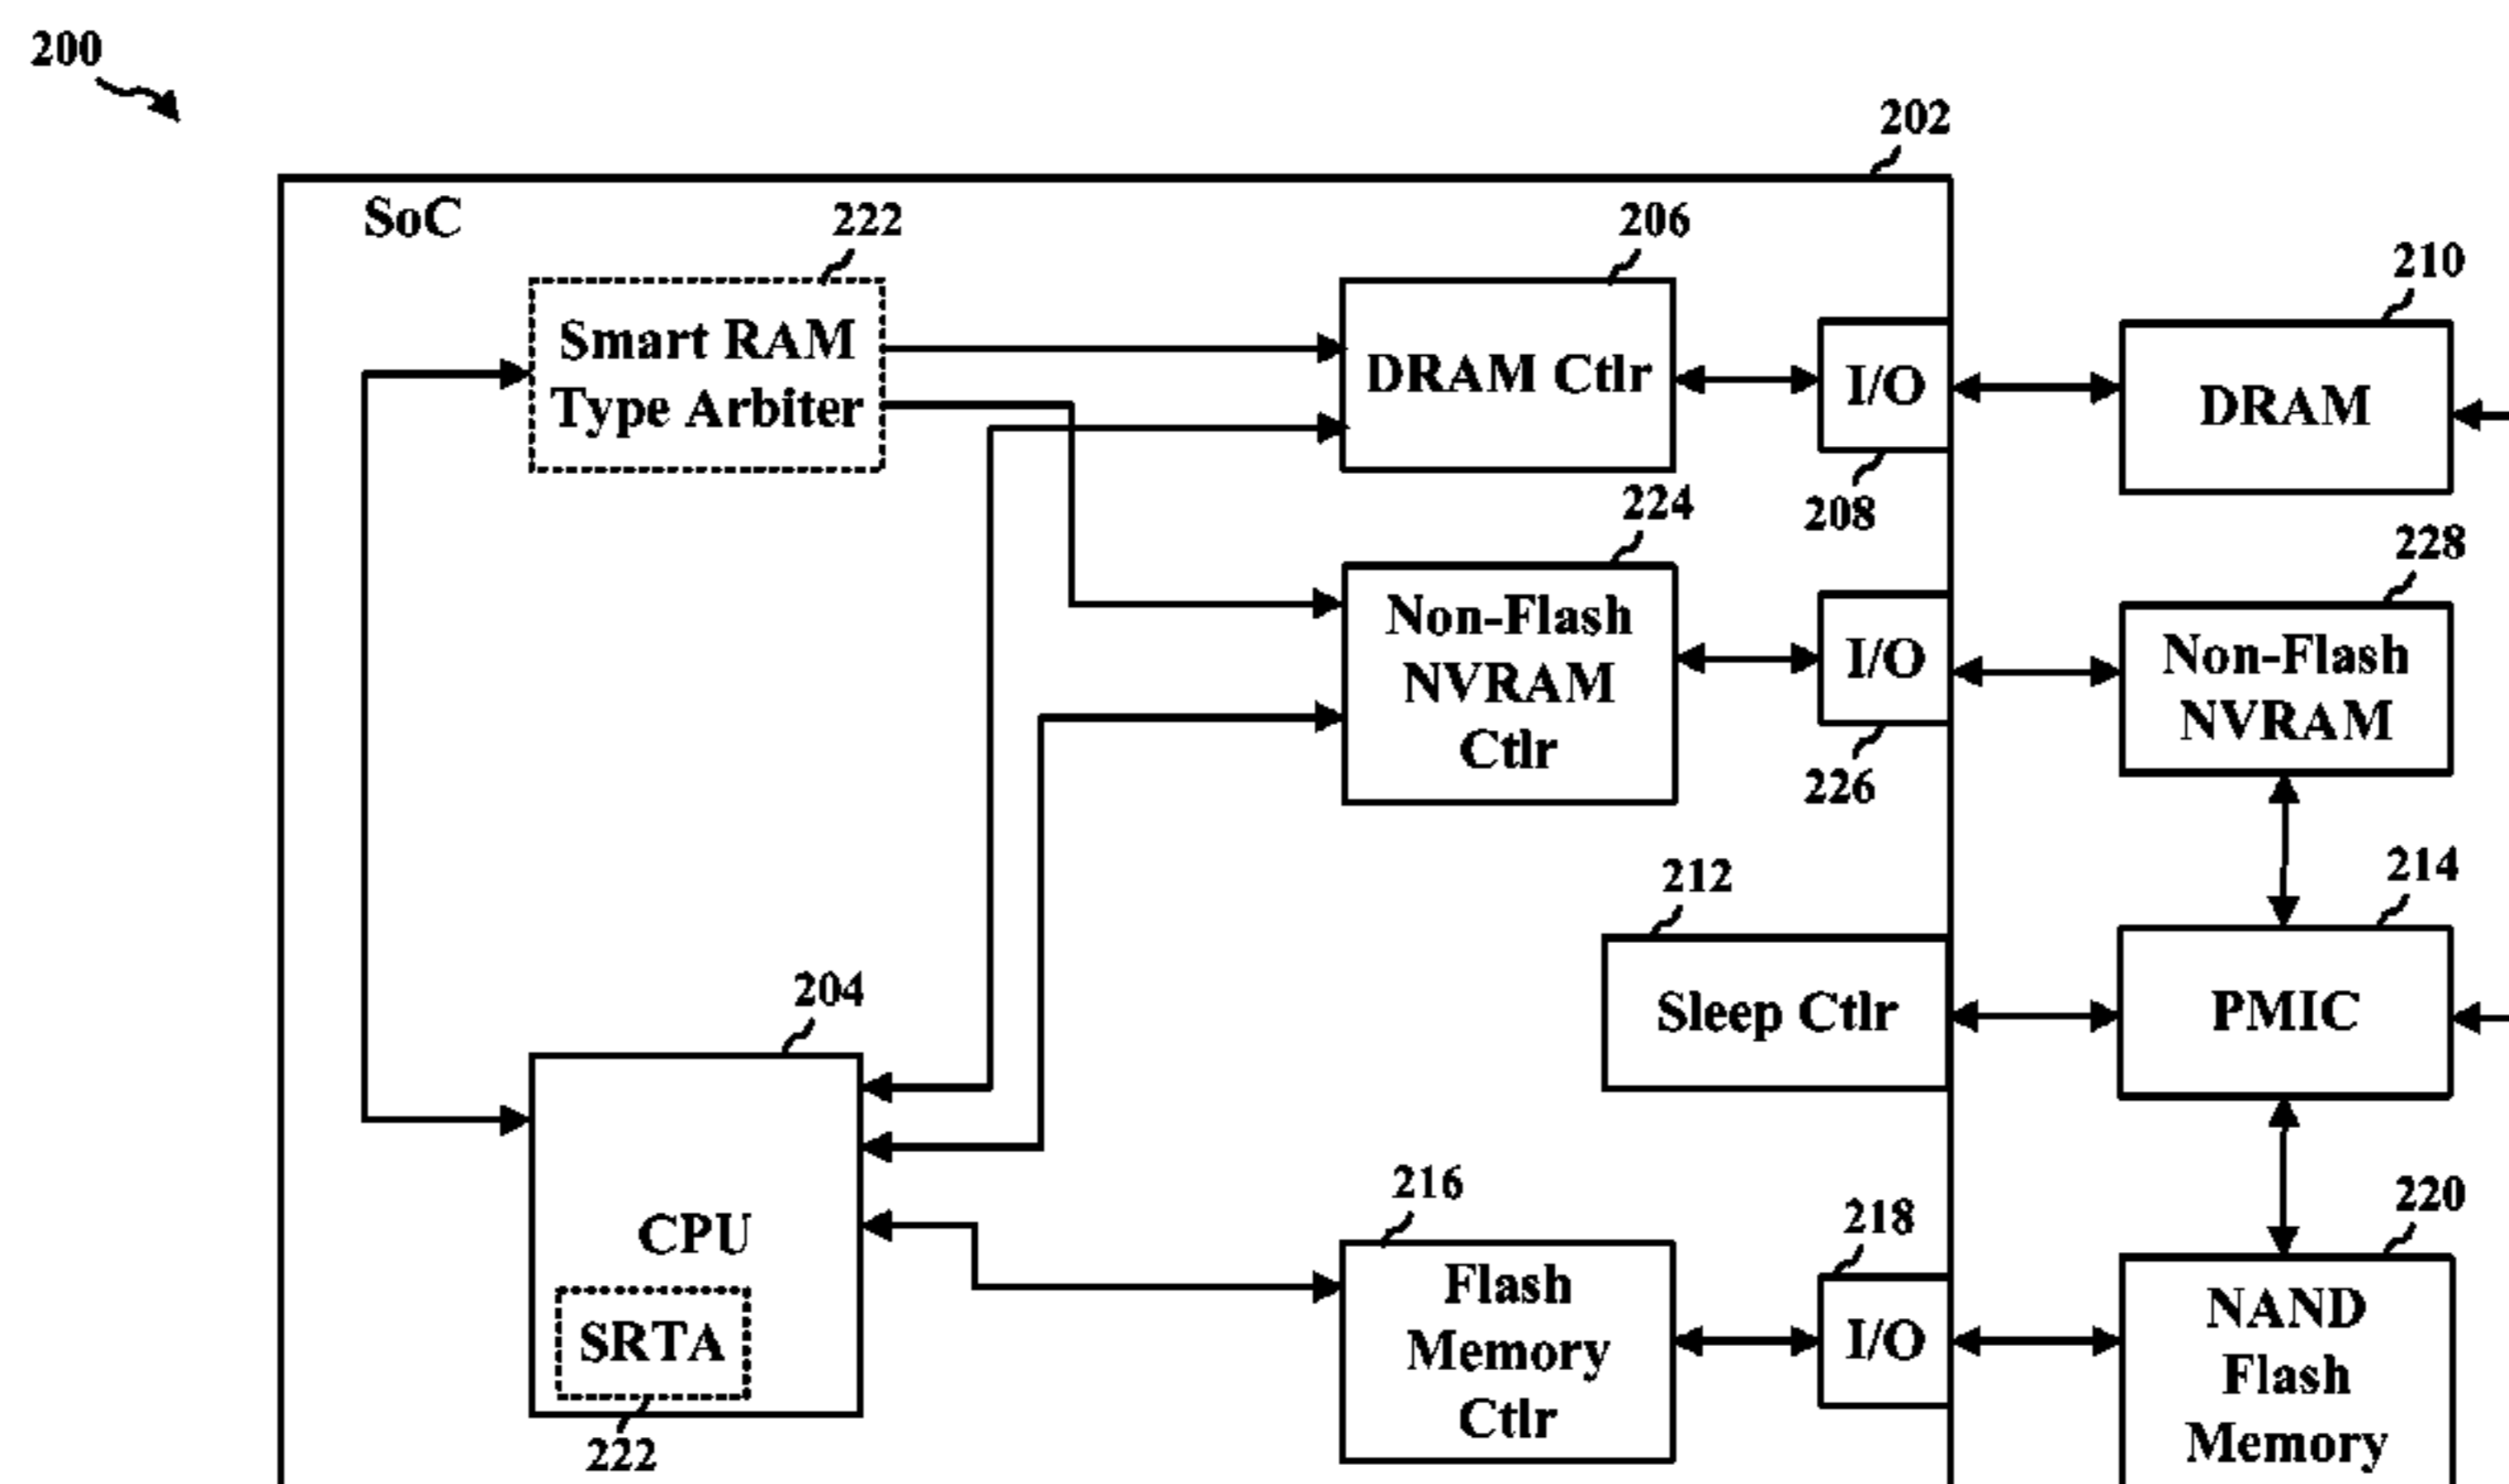 200
202
SoC
222
206
210
Smart RAM
Type Arbiter
DRAM Ctlr
I/O
DRAM
208
224
228
Non-Flash
NVRAM
Ctlr
I/O
Non-Flash
NVRAM
226
212
214
Sleep Ctlr
PMIC
204
CPU
SRTA
222
216
218
220
Flash
Memory
Ctlr
I/O
NAND
Flash
Memory